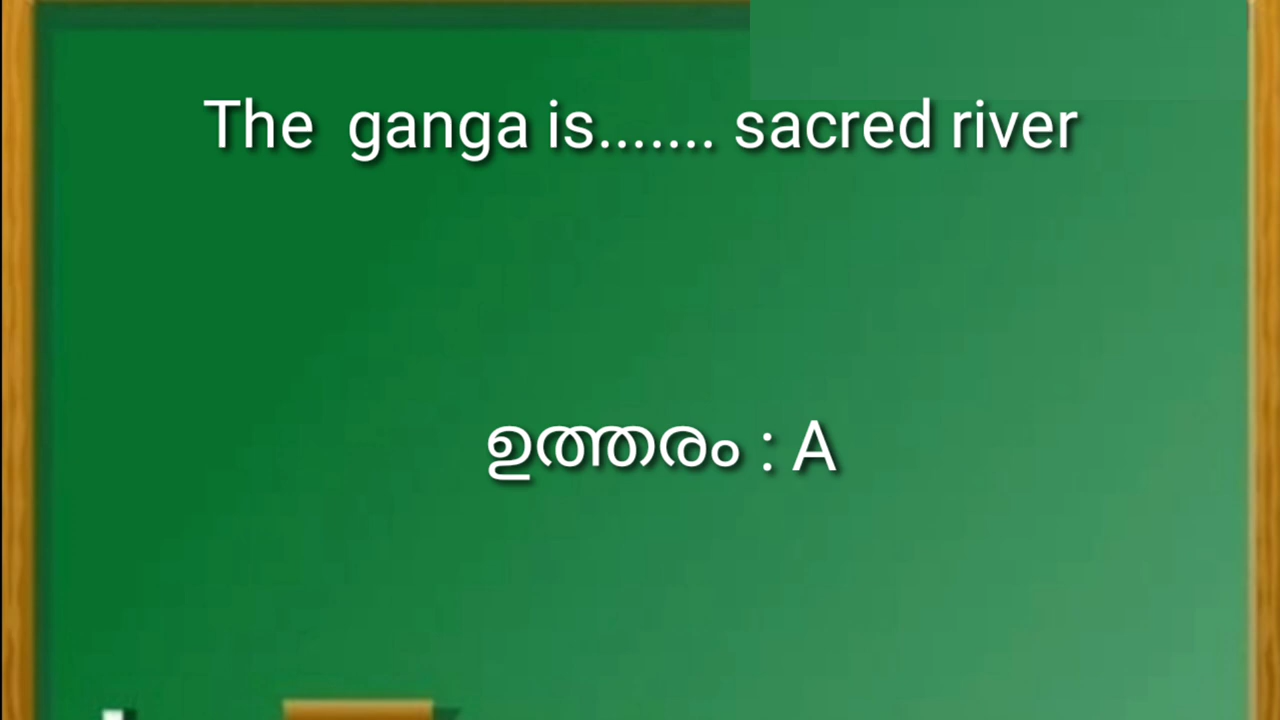 The ganga is....... sacred river
ഉത്തരം : A